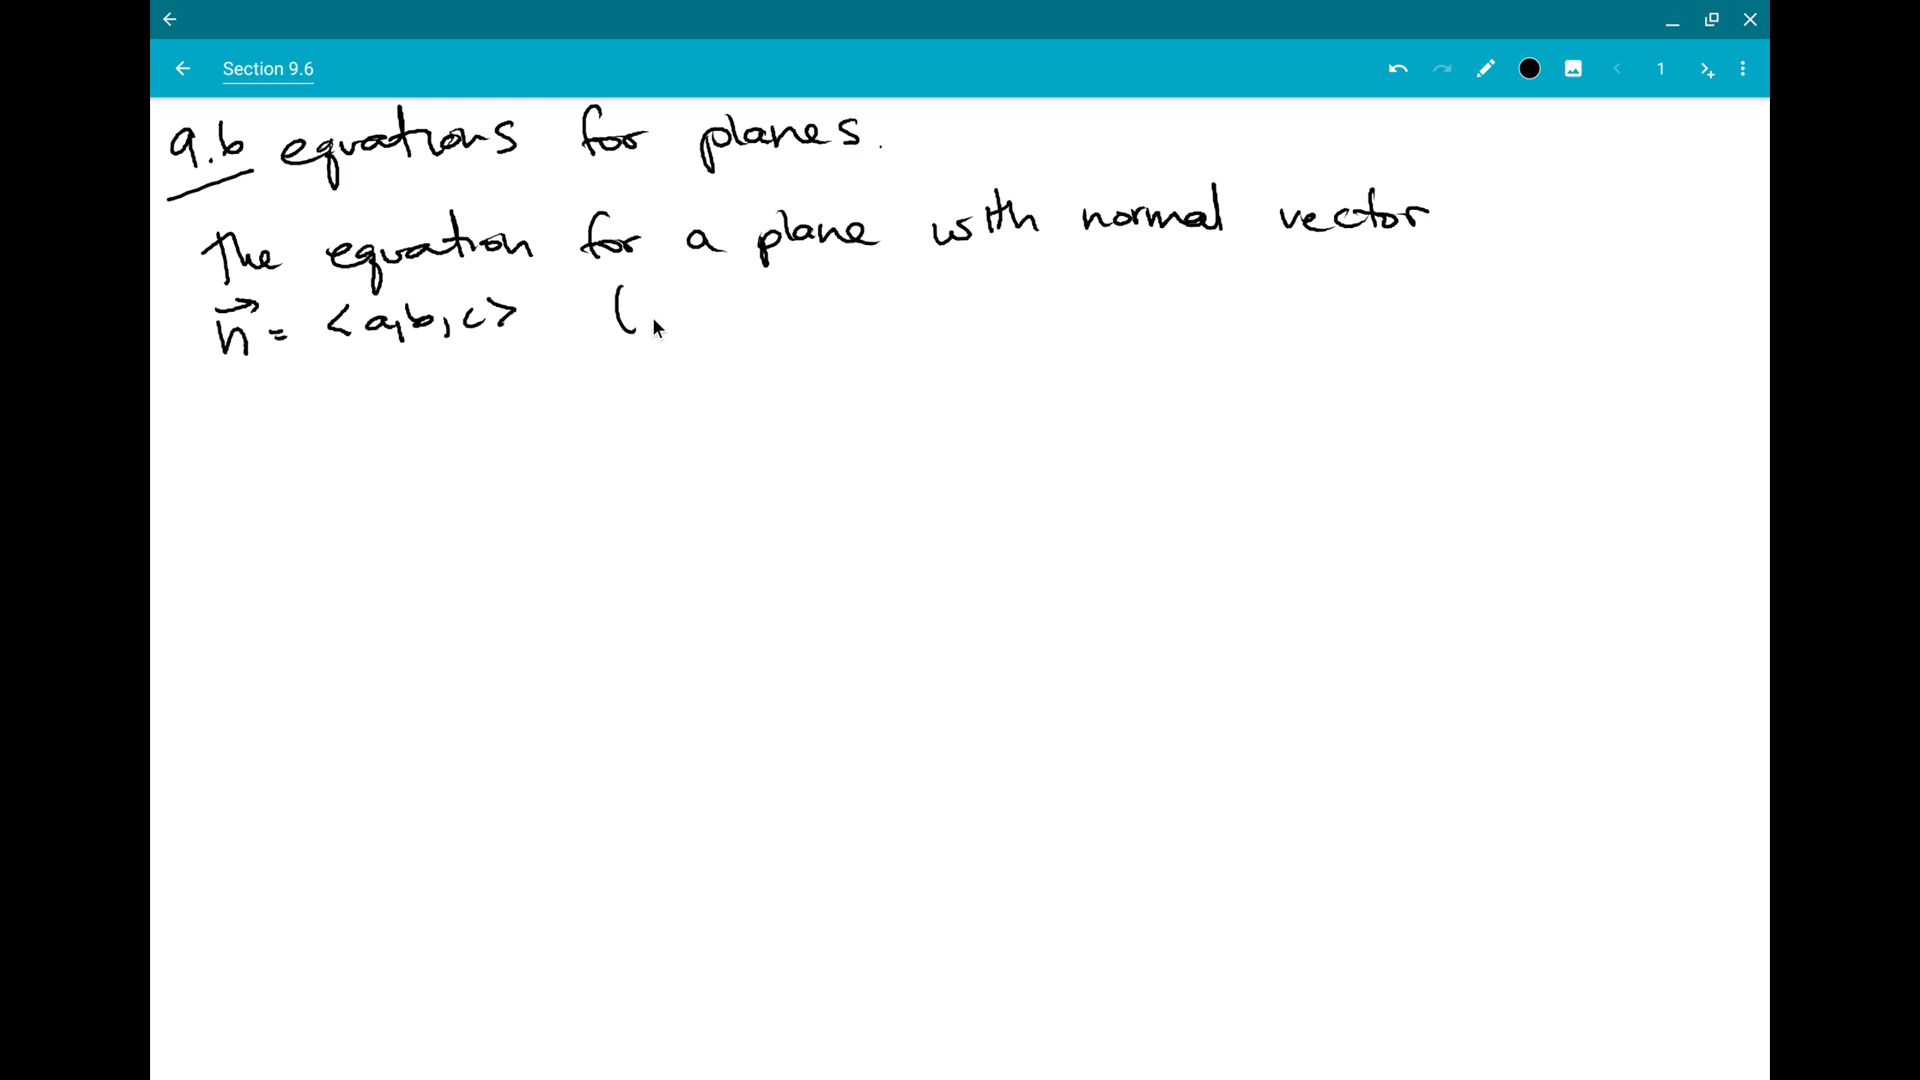 Section 9.6
1
9.6 equations for planes.
The equation for a plane with normal vector
n⃗ = <a,b,c> (